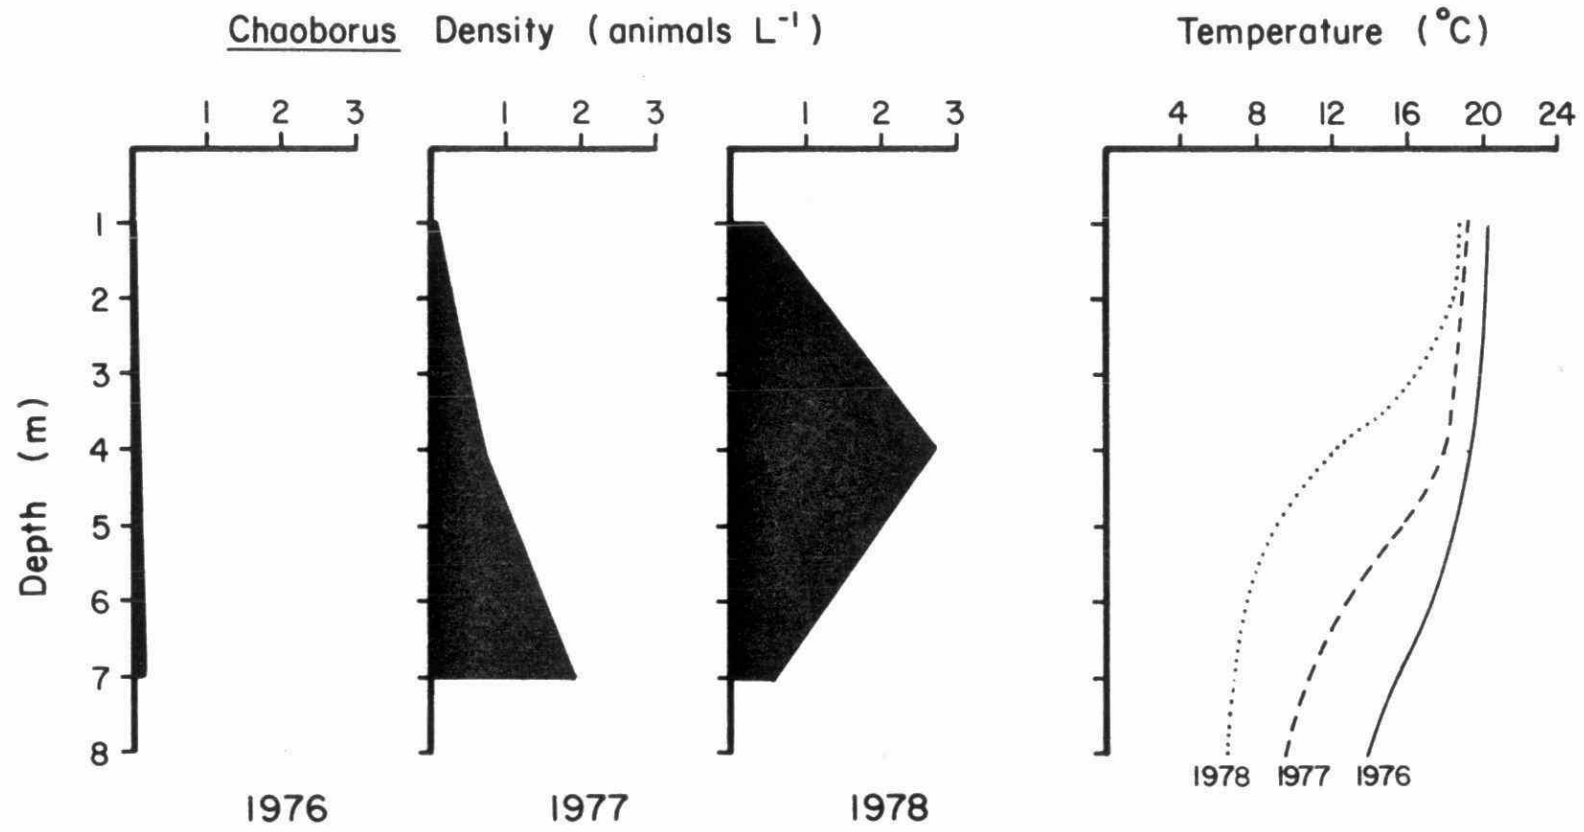 Chaoborus Density (animals L⁻¹)
Temperature (°C)
1 2 3
1 2 3
1 2 3
4 8 12 16 20 24
Depth (m)
1
2
3
4
5
6
7
8
1978 1977 1976
1976
1977
1978